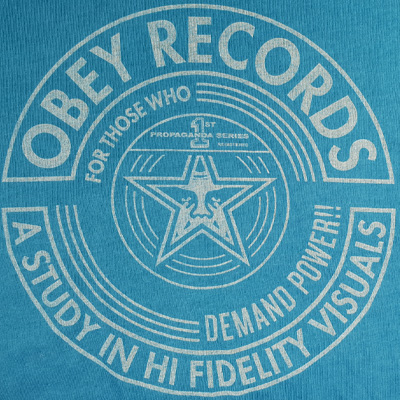 OBEY RECORDS
FOR THOSE WHO
1ST
PROPAGANDA SERIES
DEMAND POWER!!
A STUDY IN HI FIDELITY VISUALS